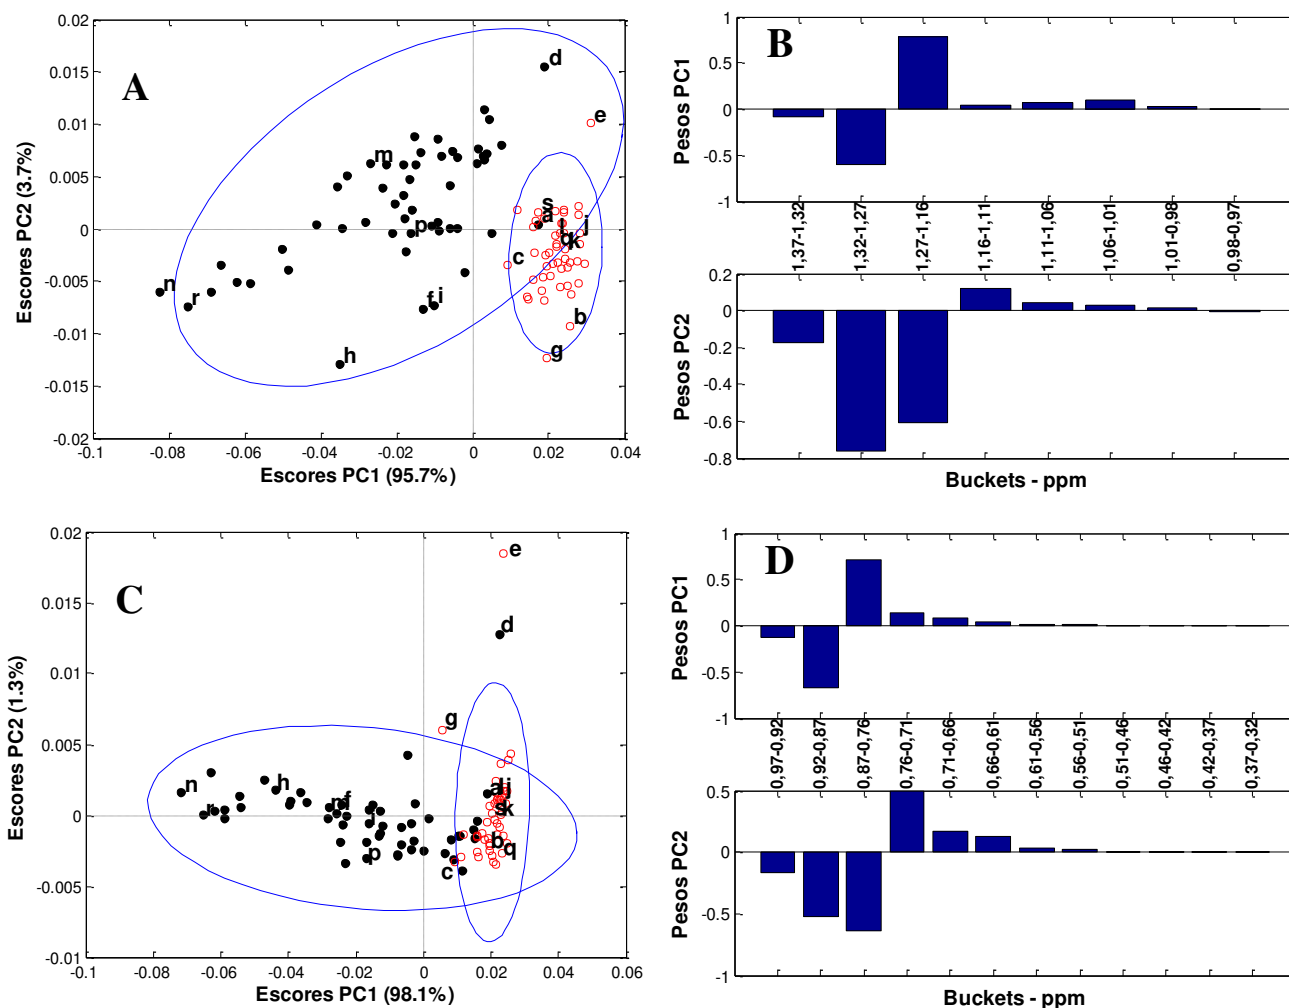 A
0.02
0.015
0.01
0.005
0
-0.005
-0.01
-0.015
-0.02
Escores PC2 (3.7%)
-0.1
-0.08
-0.06
-0.04
-0.02
0
0.02
0.04
Escores PC1 (95.7%)
d
e
m
s
a
p
j
q
k
c
n
r
f
i
b
g
h
B
1
0.5
0
-0.5
-1
Pesos PC1
1,37-1,32
1,32-1,27
1,27-1,16
1,16-1,11
1,11-1,06
1,06-1,01
1,01-0,98
0,98-0,97
0.2
0
-0.2
-0.4
-0.6
-0.8
Pesos PC2
Buckets - ppm
C
0.02
0.015
0.01
0.005
0
-0.005
-0.01
Escores PC2 (1.3%)
-0.1
-0.08
-0.06
-0.04
-0.02
0
0.02
0.04
0.06
Escores PC1 (98.1%)
e
d
g
n
h
a
j
r
f
s
k
i
b
q
p
c
D
1
0.5
0
-0.5
-1
Pesos PC1
0,97-0,92
0,92-0,87
0,87-0,76
0,76-0,71
0,71-0,66
0,66-0,61
0,61-0,56
0,56-0,51
0,51-0,46
0,46-0,42
0,42-0,37
0,37-0,32
0.5
0
-0.5
-1
Pesos PC2
Buckets - ppm